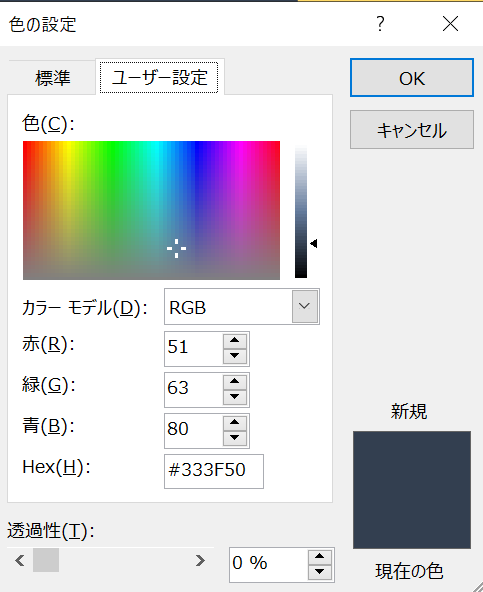 色の設定
?
標準
ユーザー設定
OK
キャンセル
色(C):
カラー モデル(D):
RGB
赤(R):
51
緑(G):
63
青(B):
80
Hex(H):
#333F50
新規
現在の色
透過性(T):
0 %